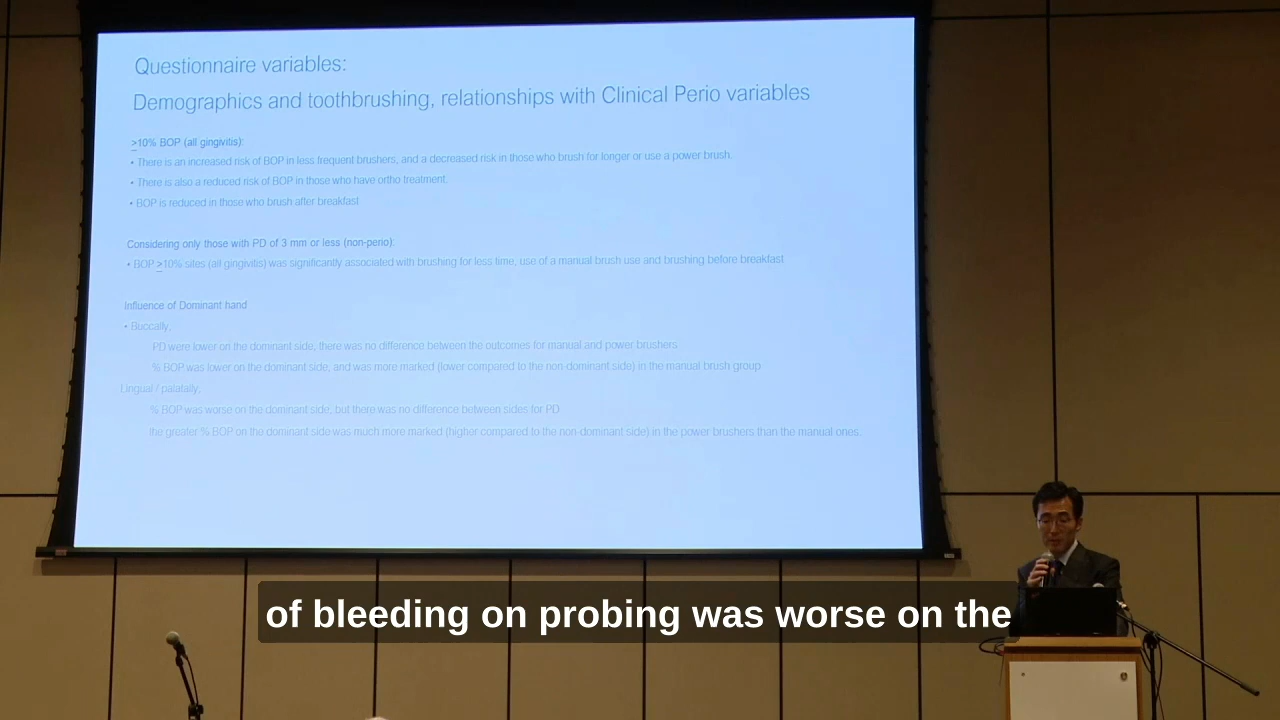 Questionnaire variables:
Demographics and toothbrushing, relationships with Clinical Perio variables
>10% BOP (all gingivitis):
• There is an increased risk of BOP in less frequent brushers, and a decreased risk in those who brush for longer or use a power brush.
• There is also a reduced risk of BOP in those who have ortho treatment.
• BOP is reduced in those who brush after breakfast
Considering only those with PD of 3 mm or less (non-perio):
• BOP >10% sites (all gingivitis) was significantly associated with brushing for less time, use of a manual brush use and brushing before breakfast
Influence of Dominant hand
• Buccally,
PD were lower on the dominant side, there was no difference between the outcomes for manual and power brushers
% BOP was lower on the dominant side, and was more marked (lower compared to the non-dominant side) in the manual brush group
Lingual / palatally,
% BOP was worse on the dominant side, but there was no difference between sides for PD
the greater % BOP on the dominant side was much more marked (higher compared to the non-dominant side) in the power brushers than the manual ones.
of bleeding on probing was worse on the